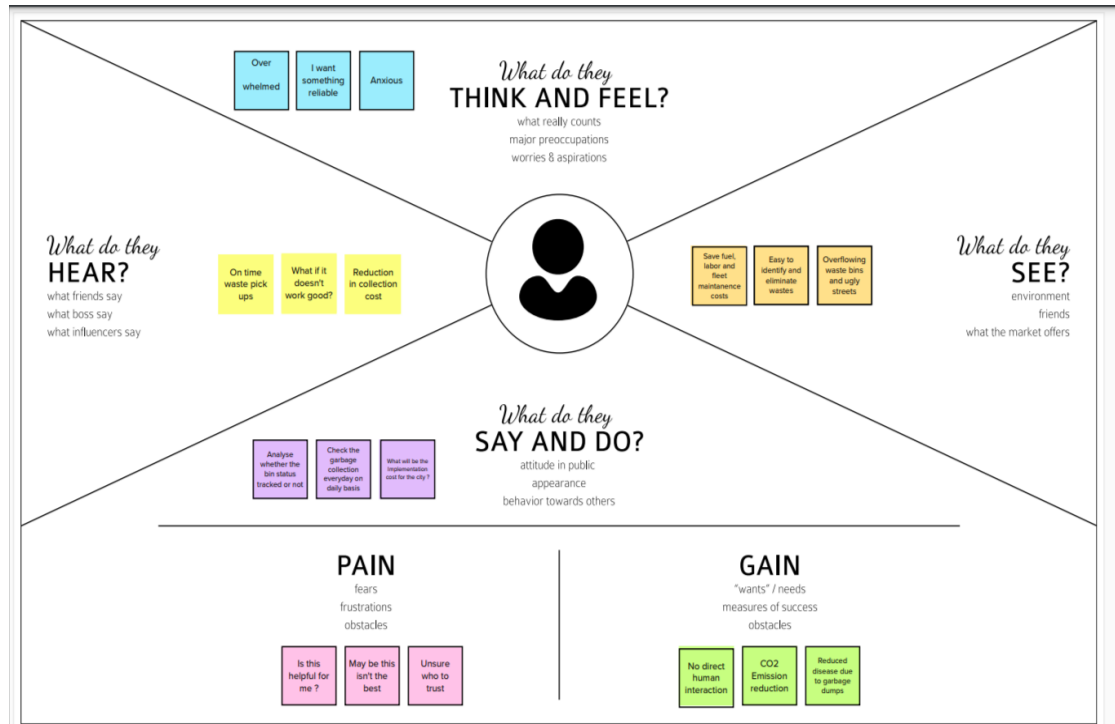 Over
whelmed
I want
something
reliable
Anxious
What do they
THINK AND FEEL?
what really counts
major preoccupations
worries & aspirations
What do they
HEAR?
what friends say
what boss say
what influencers say
On time
waste pick
ups
What if it
doesn't
work good?
Reduction
in collection
cost
Save fuel,
labor and
fleet
maintanence
costs
Easy to
identify and
eliminate
wastes
Overflowing
waste bins
and ugly
streets
What do they
SEE?
environment
friends
what the market offers
What do they
SAY AND DO?
attitude in public
appearance
behavior towards others
Analyse
whether the
bin status
tracked or not
Check the
garbage
collection
everyday on
daily basis
What will be the
Implementation
cost for the city ?
PAIN
fears
frustrations
obstacles
Is this
helpful for
me ?
May be this
isn't the
best
Unsure
who to
trust
GAIN
"wants" / needs
measures of success
obstacles
No direct
human
interaction
CO2
Emission
reduction
Reduced
disease due
to garbage
dumps